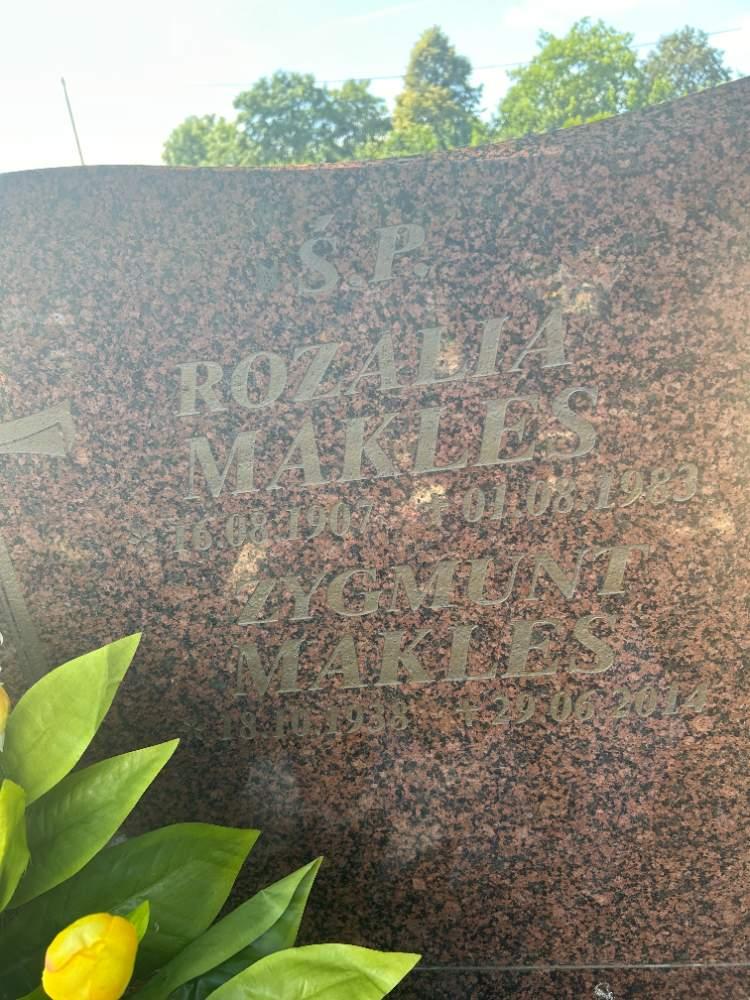 Ś.P.
ROZALIA
MAKLES
* 16.08.1907 † 01.08.1983
ZYGMUNT
MAKLES
* 18.10.1938 † 29.06.2014